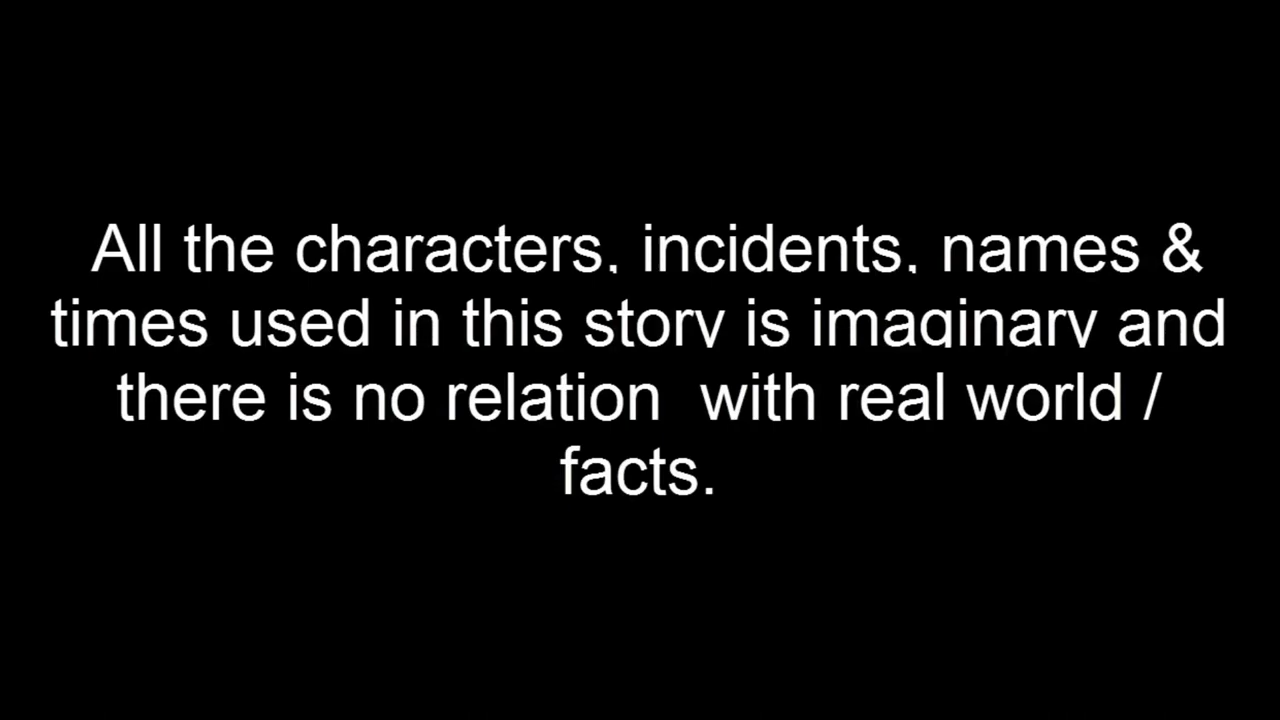 All the characters, incidents, names &
times used in this story is imaginary and
there is no relation  with real world /
facts.